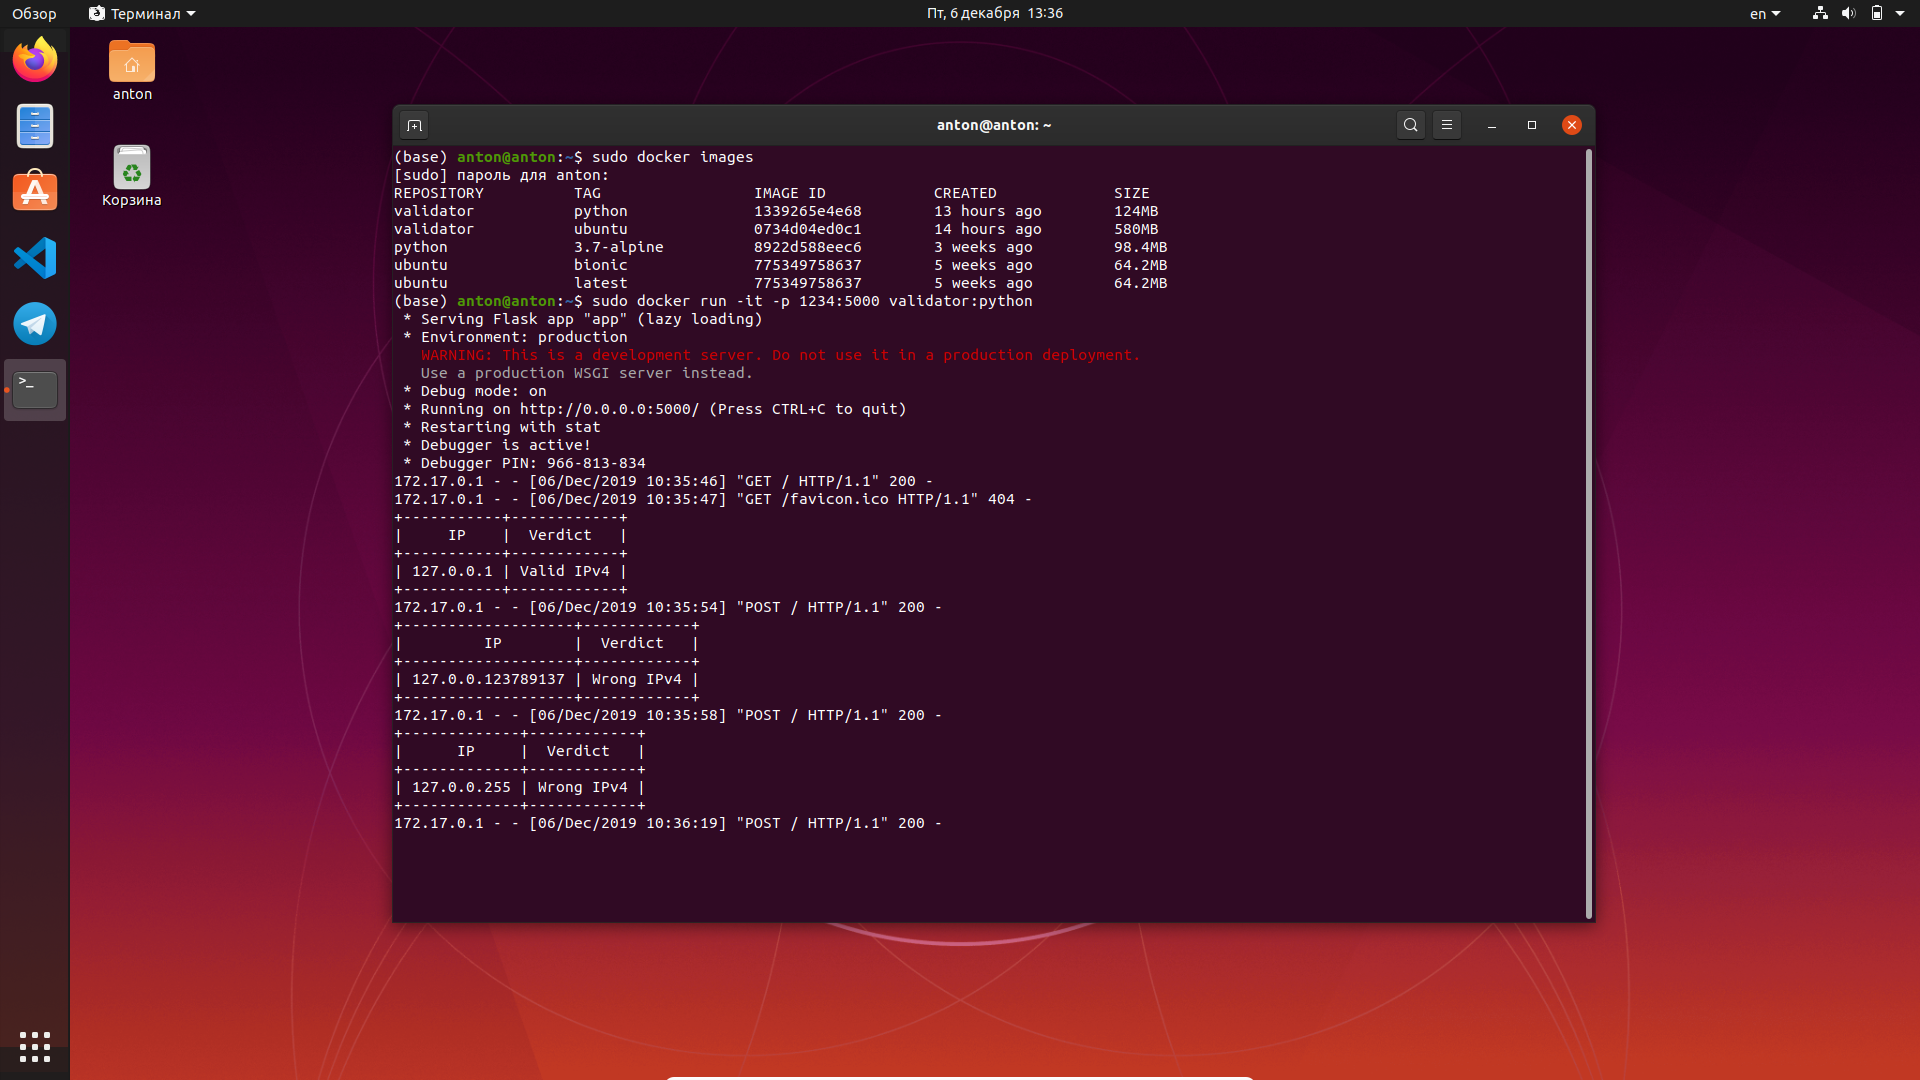 Обзор
Терминал
Пт, 6 декабря 13:36
en
anton
Корзина
anton@anton: ~
(base) anton@anton:~$ sudo docker images
[sudo] пароль для anton:
REPOSITORY          TAG                 IMAGE ID            CREATED             SIZE
validator           python              1339265e4e68        13 hours ago        124MB
validator           ubuntu              0734d04ed0c1        14 hours ago        580MB
python              3.7-alpine          8922d588eec6        3 weeks ago         98.4MB
ubuntu              bionic              775349758637        5 weeks ago         64.2MB
ubuntu              latest              775349758637        5 weeks ago         64.2MB
(base) anton@anton:~$ sudo docker run -it -p 1234:5000 validator:python
 * Serving Flask app "app" (lazy loading)
 * Environment: production
   WARNING: This is a development server. Do not use it in a production deployment.
   Use a production WSGI server instead.
 * Debug mode: on
 * Running on http://0.0.0.0:5000/ (Press CTRL+C to quit)
 * Restarting with stat
 * Debugger is active!
 * Debugger PIN: 966-813-834
172.17.0.1 - - [06/Dec/2019 10:35:46] "GET / HTTP/1.1" 200 -
172.17.0.1 - - [06/Dec/2019 10:35:47] "GET /favicon.ico HTTP/1.1" 404 -
+-----------+------------+
|     IP    |  Verdict   |
+-----------+------------+
| 127.0.0.1 | Valid IPv4 |
+-----------+------------+
172.17.0.1 - - [06/Dec/2019 10:35:54] "POST / HTTP/1.1" 200 -
+-------------------+------------+
|         IP        |  Verdict   |
+-------------------+------------+
| 127.0.0.123789137 | Wrong IPv4 |
+-------------------+------------+
172.17.0.1 - - [06/Dec/2019 10:35:58] "POST / HTTP/1.1" 200 -
+-------------+------------+
|      IP     |  Verdict   |
+-------------+------------+
| 127.0.0.255 | Wrong IPv4 |
+-------------+------------+
172.17.0.1 - - [06/Dec/2019 10:36:19] "POST / HTTP/1.1" 200 -